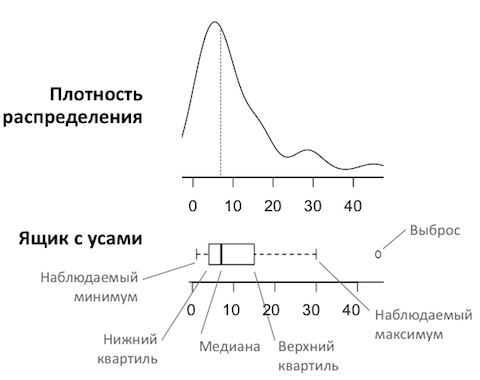 Плотность
распределения
0 10 20 30 40
Ящик с усами
Выброс
Наблюдаемый
минимум
0 10 20 30 40
Наблюдаемый
максимум
Нижний
квартиль
Медиана
Верхний
квартиль